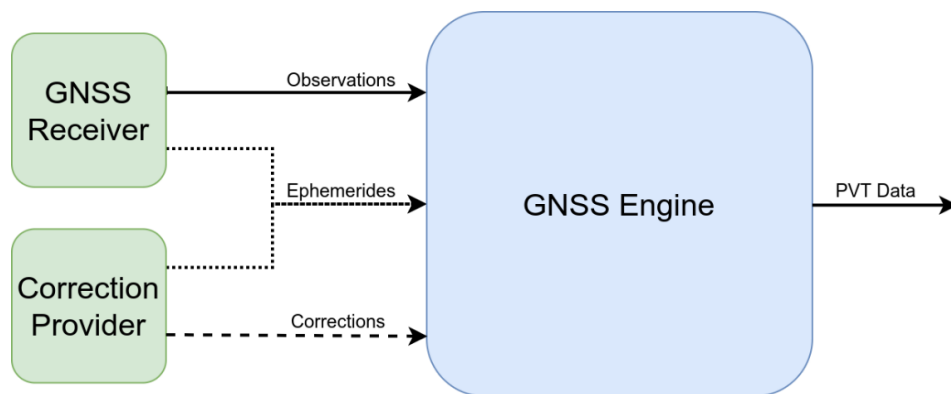 GNSS
Receiver
Observations
Ephemerides
GNSS Engine
PVT Data
Correction
Provider
Corrections